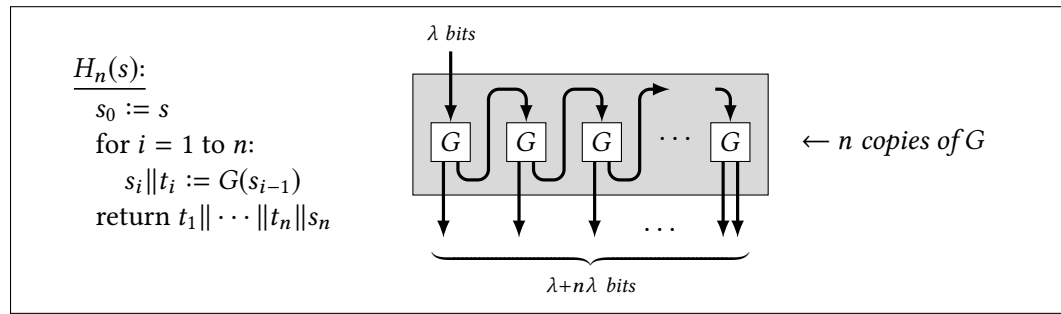 λ bits
H_n(s):
s_0 := s
for i = 1 to n:
s_i‖t_i := G(s_{i−1})
return t_1‖···‖t_n‖s_n
G G G ··· G
← n copies of G
···
λ+nλ bits